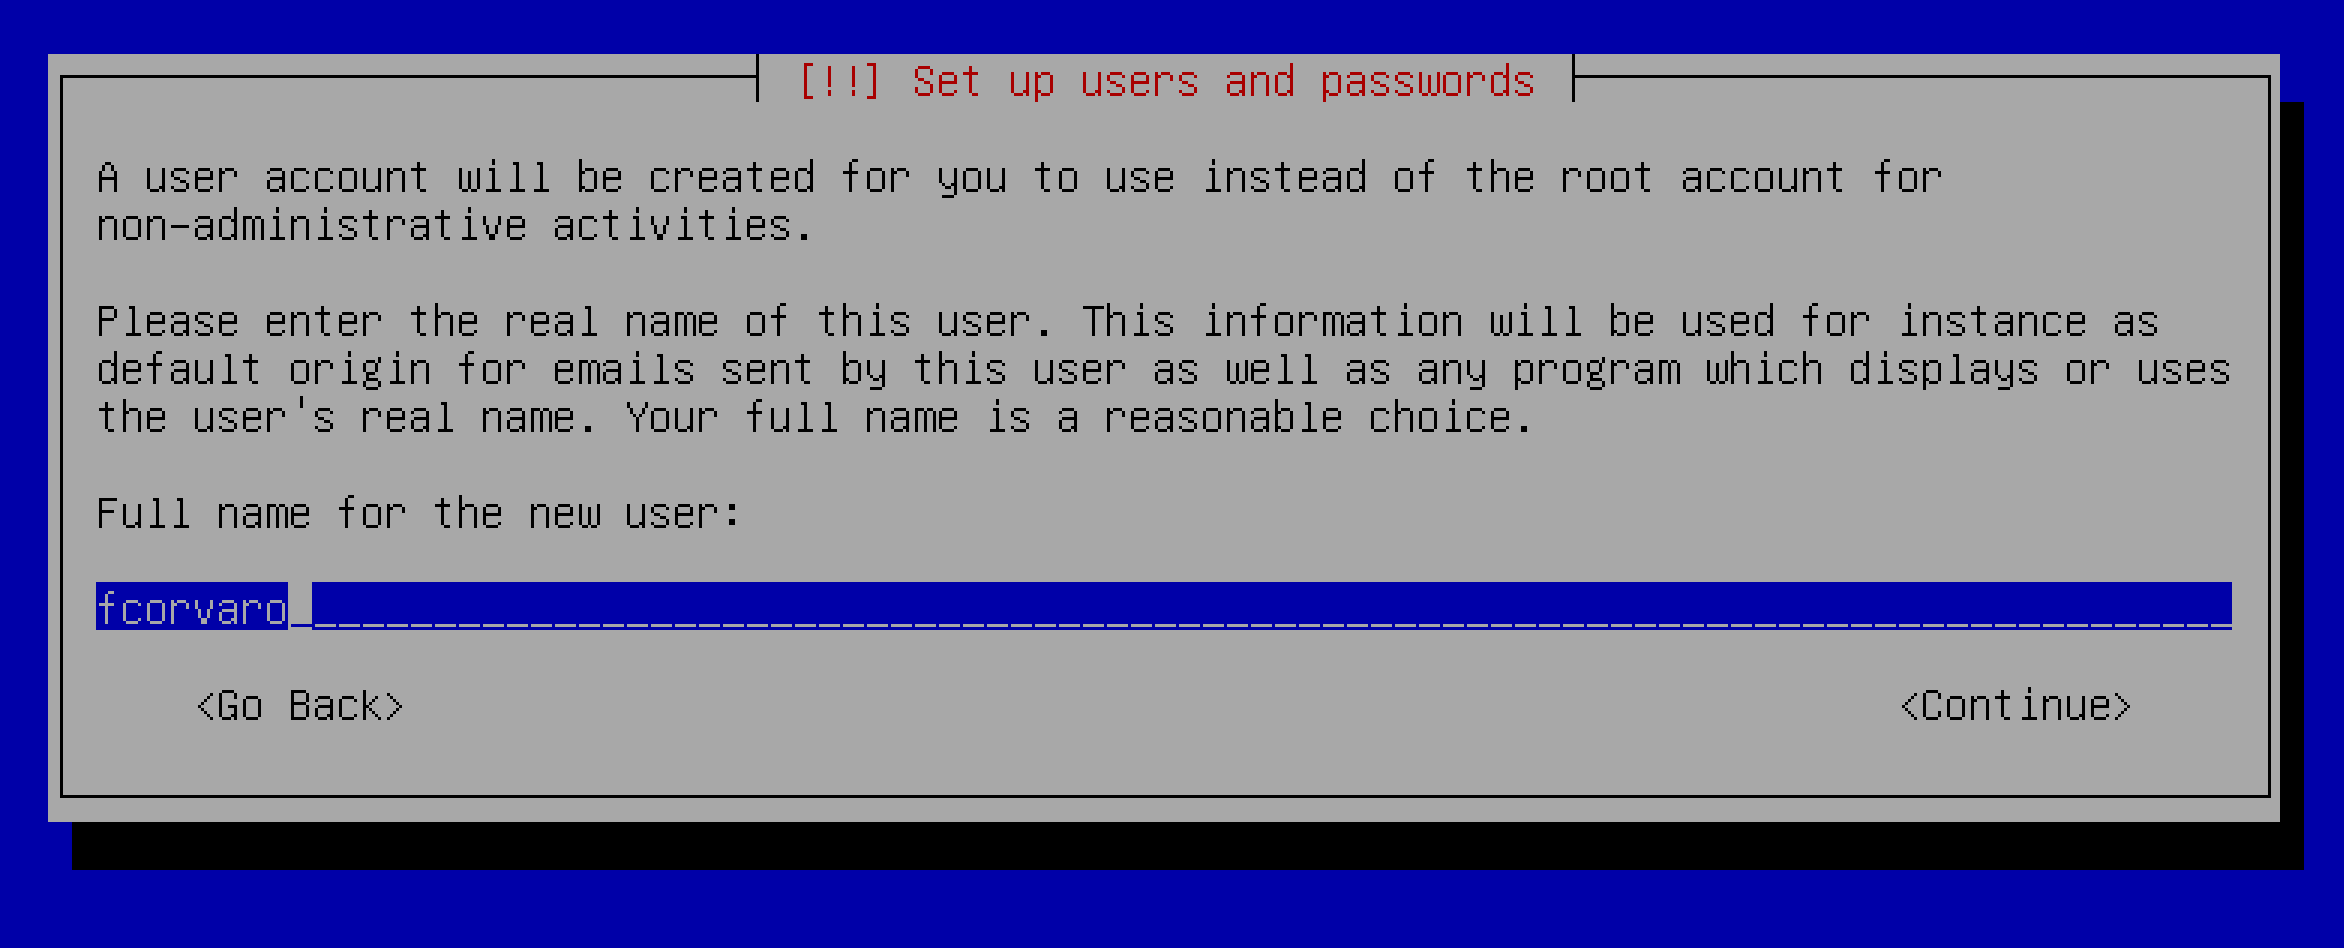 [!!] Set up users and passwords
A user account will be created for you to use instead of the root account for
non-administrative activities.
Please enter the real name of this user. This information will be used for instance as
default origin for emails sent by this user as well as any program which displays or uses
the user's real name. Your full name is a reasonable choice.
Full name for the new user:
fcorvaro
<Go Back> <Continue>